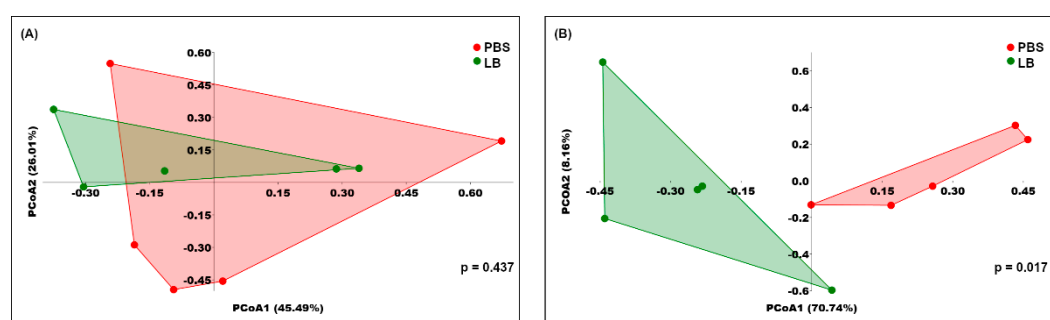 (A)
PBS
LB
0.60
0.45
0.30
0.15
-0.30
-0.15
0.15
0.30
0.45
0.60
-0.15
-0.30
-0.45
PCoA2 (26.01%)
p = 0.437
PCoA1 (45.49%)
(B)
PBS
LB
0.6
0.4
0.2
0.0
-0.45
-0.30
-0.15
0.15
0.30
0.45
-0.2
-0.4
-0.6
PCOA2 (8.16%)
p = 0.017
PCoA1 (70.74%)